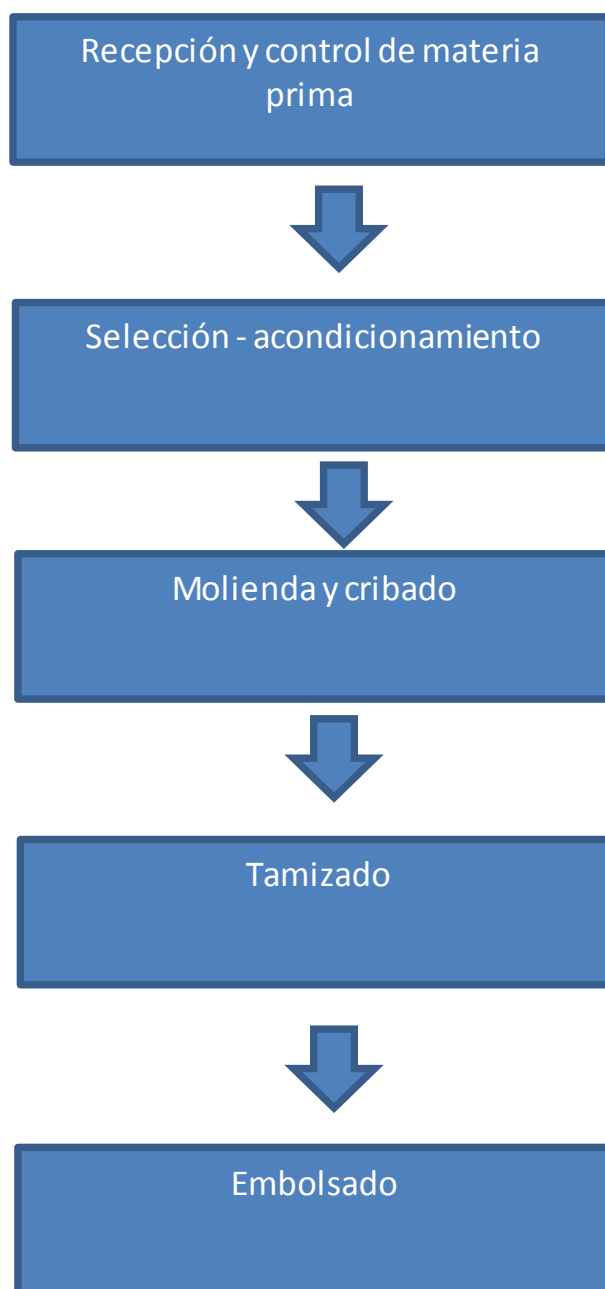 Recepción y control de materia
prima
Selección - acondicionamiento
Molienda y cribado
Tamizado
Embolsado